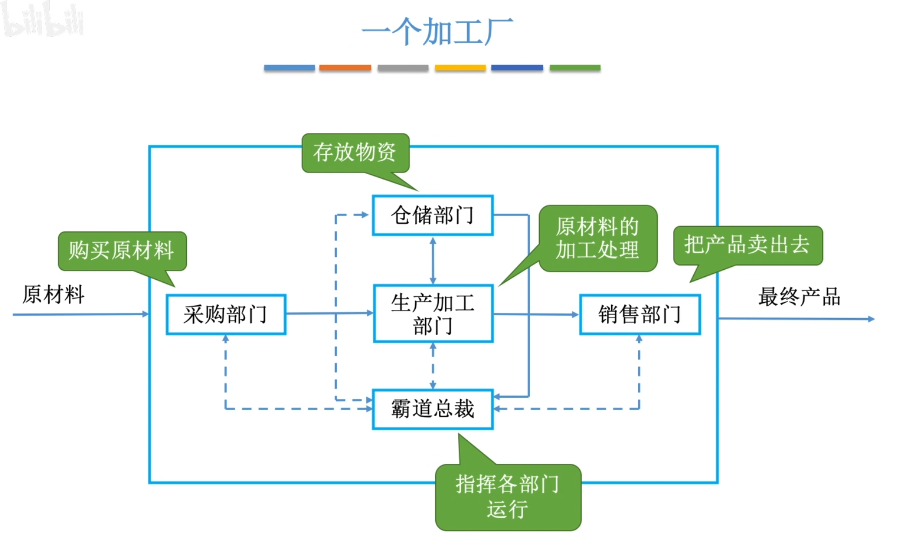 bilibili
一个加工厂
存放物资
仓储部门
原材料的
加工处理
购买原材料
把产品卖出去
原材料
采购部门
生产加工
部门
销售部门
最终产品
霸道总裁
指挥各部门
运行